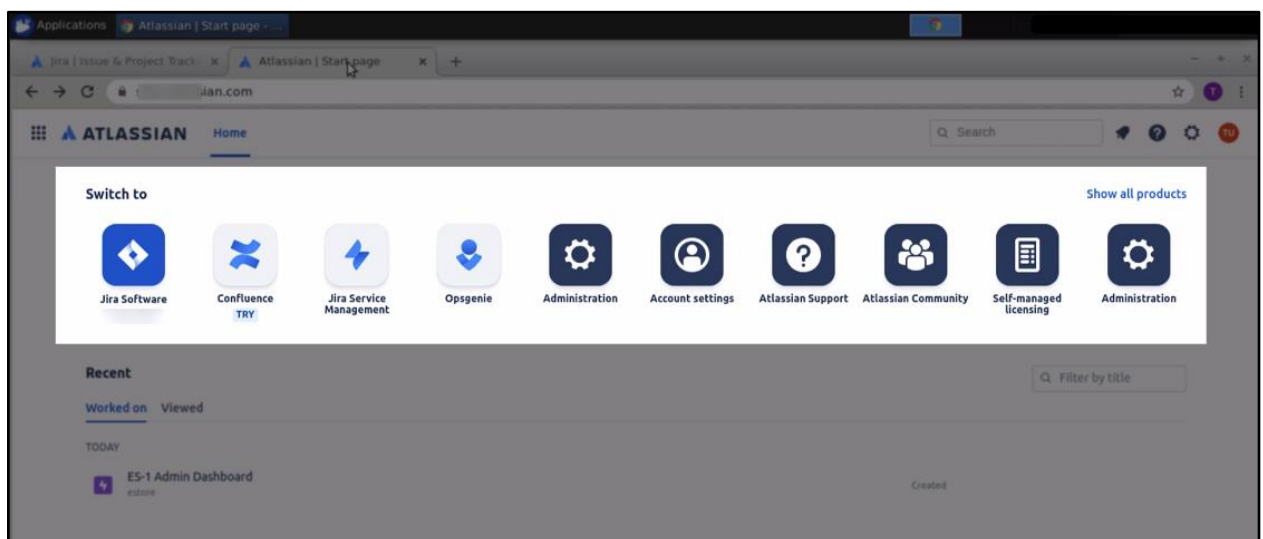 Applications Atlassian | Start page - ...
Jira | Issue & Project Track Atlassian | Start page
ian.com
ATLASSIAN Home Search TU
Switch to Show all products
Jira Software Confluence Jira Service Opsgenie Administration Account settings Atlassian Support Atlassian Community Self-managed Administration
TRY Management licensing
Recent Filter by title
Worked on Viewed
TODAY
ES-1 Admin Dashboard
estore Created